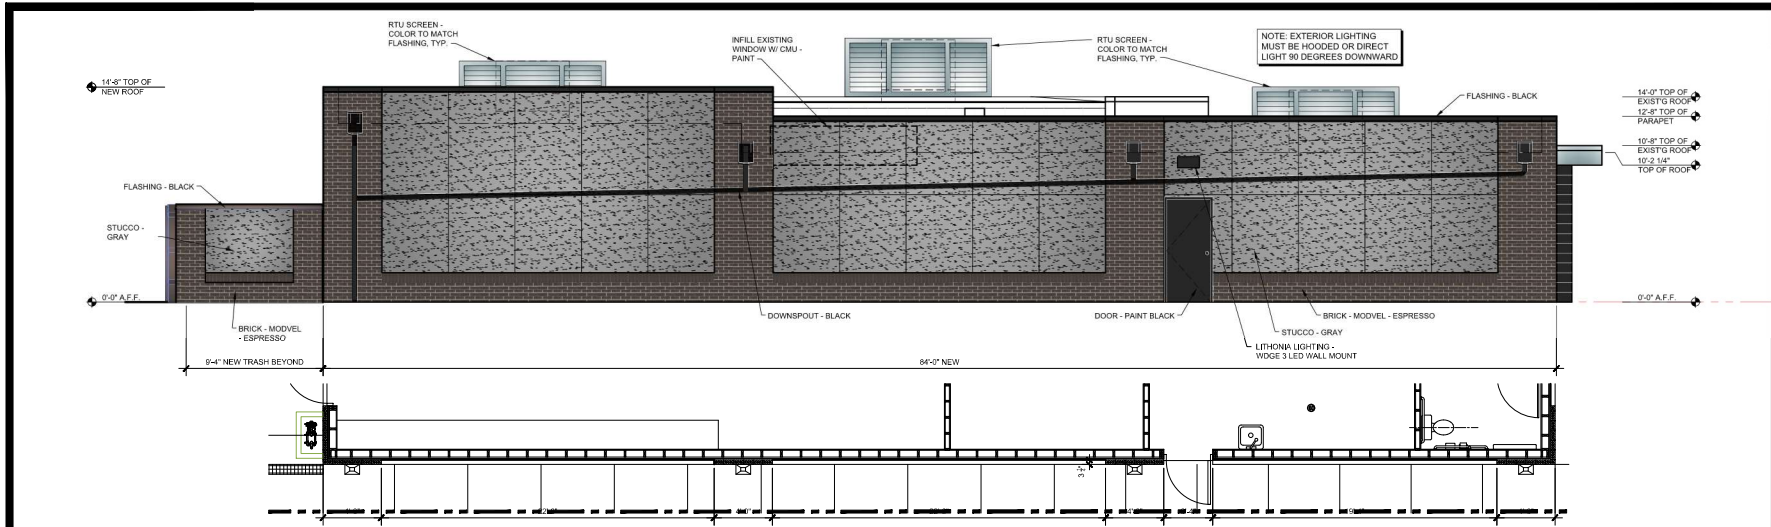 RTU SCREEN -
COLOR TO MATCH
FLASHING, TYP.
INFILL EXISTING
WINDOW W/ CMU -
PAINT
RTU SCREEN -
COLOR TO MATCH
FLASHING, TYP.
NOTE: EXTERIOR LIGHTING
MUST BE HOODED OR DIRECT
LIGHT 90 DEGREES DOWNWARD
14'-8" TOP OF
NEW ROOF
FLASHING - BLACK
14'-0" TOP OF
EXIST'G ROOF
12'-8" TOP OF
PARAPET
10'-8" TOP OF
EXIST'G ROOF
10'-2 1/4"
TOP OF ROOF
FLASHING - BLACK
STUCCO -
GRAY
0'-0" A.F.F.
0'-0" A.F.F.
BRICK - MODVEL
- ESPRESSO
DOWNSPOUT - BLACK
DOOR - PAINT BLACK
BRICK - MODVEL - ESPRESSO
STUCCO - GRAY
LITHONIA LIGHTING -
WDGE 3 LED WALL MOUNT
9'-4" NEW TRASH BEYOND
84'-0" NEW